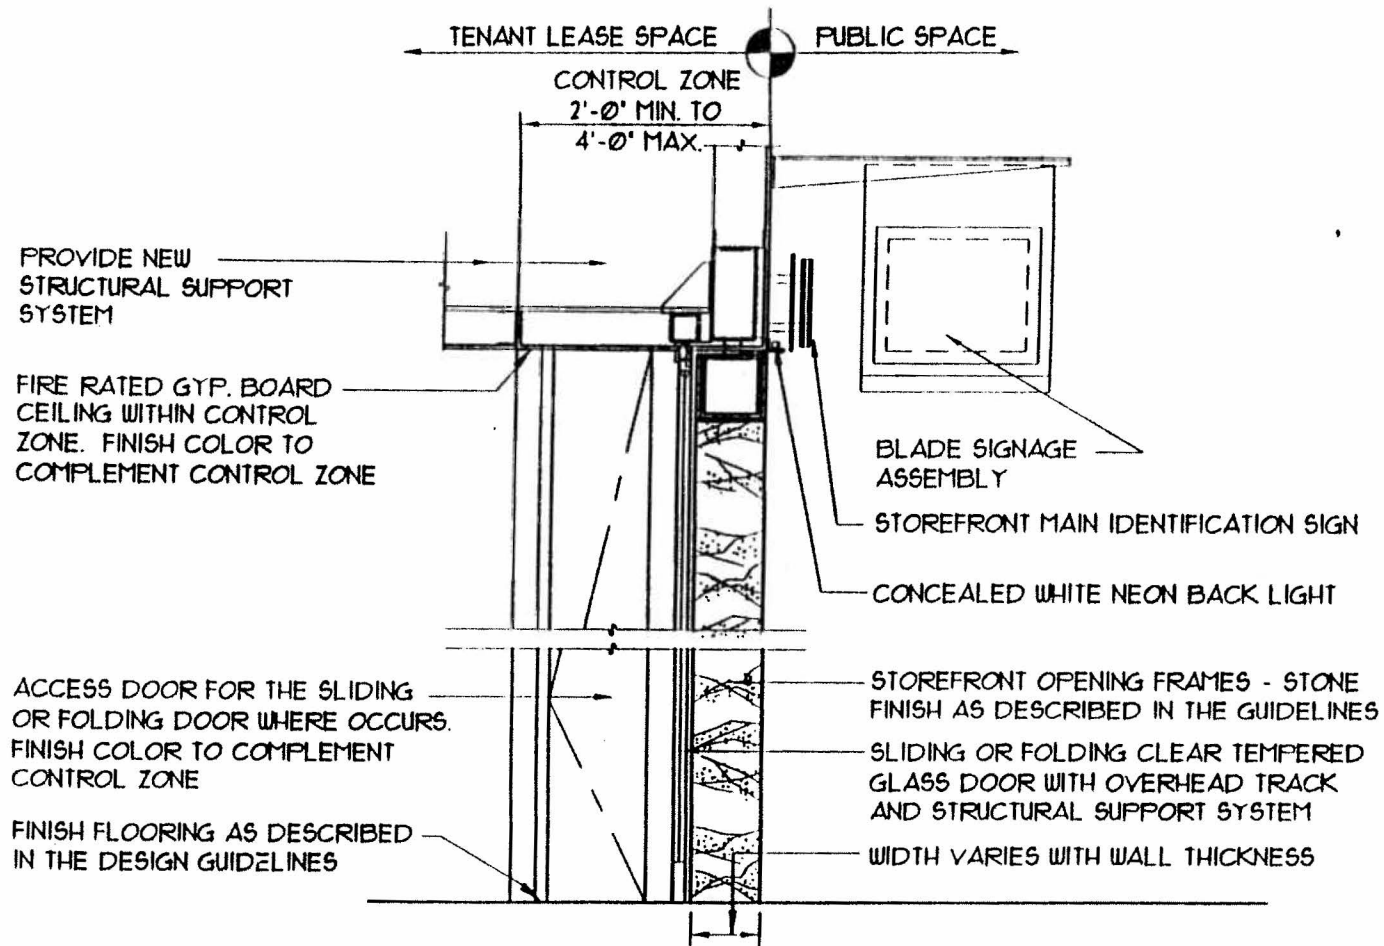 TENANT LEASE SPACE
PUBLIC SPACE
CONTROL ZONE
2'-0" MIN. TO
4'-0" MAX.
PROVIDE NEW
STRUCTURAL SUPPORT
SYSTEM
FIRE RATED GYP. BOARD
CEILING WITHIN CONTROL
ZONE. FINISH COLOR TO
COMPLEMENT CONTROL ZONE
BLADE SIGNAGE
ASSEMBLY
STOREFRONT MAIN IDENTIFICATION SIGN
CONCEALED WHITE NEON BACK LIGHT
ACCESS DOOR FOR THE SLIDING
OR FOLDING DOOR WHERE OCCURS.
FINISH COLOR TO COMPLEMENT
CONTROL ZONE
FINISH FLOORING AS DESCRIBED
IN THE DESIGN GUIDELINES
STOREFRONT OPENING FRAMES - STONE
FINISH AS DESCRIBED IN THE GUIDELINES
SLIDING OR FOLDING CLEAR TEMPERED
GLASS DOOR WITH OVERHEAD TRACK
AND STRUCTURAL SUPPORT SYSTEM
WIDTH VARIES WITH WALL THICKNESS